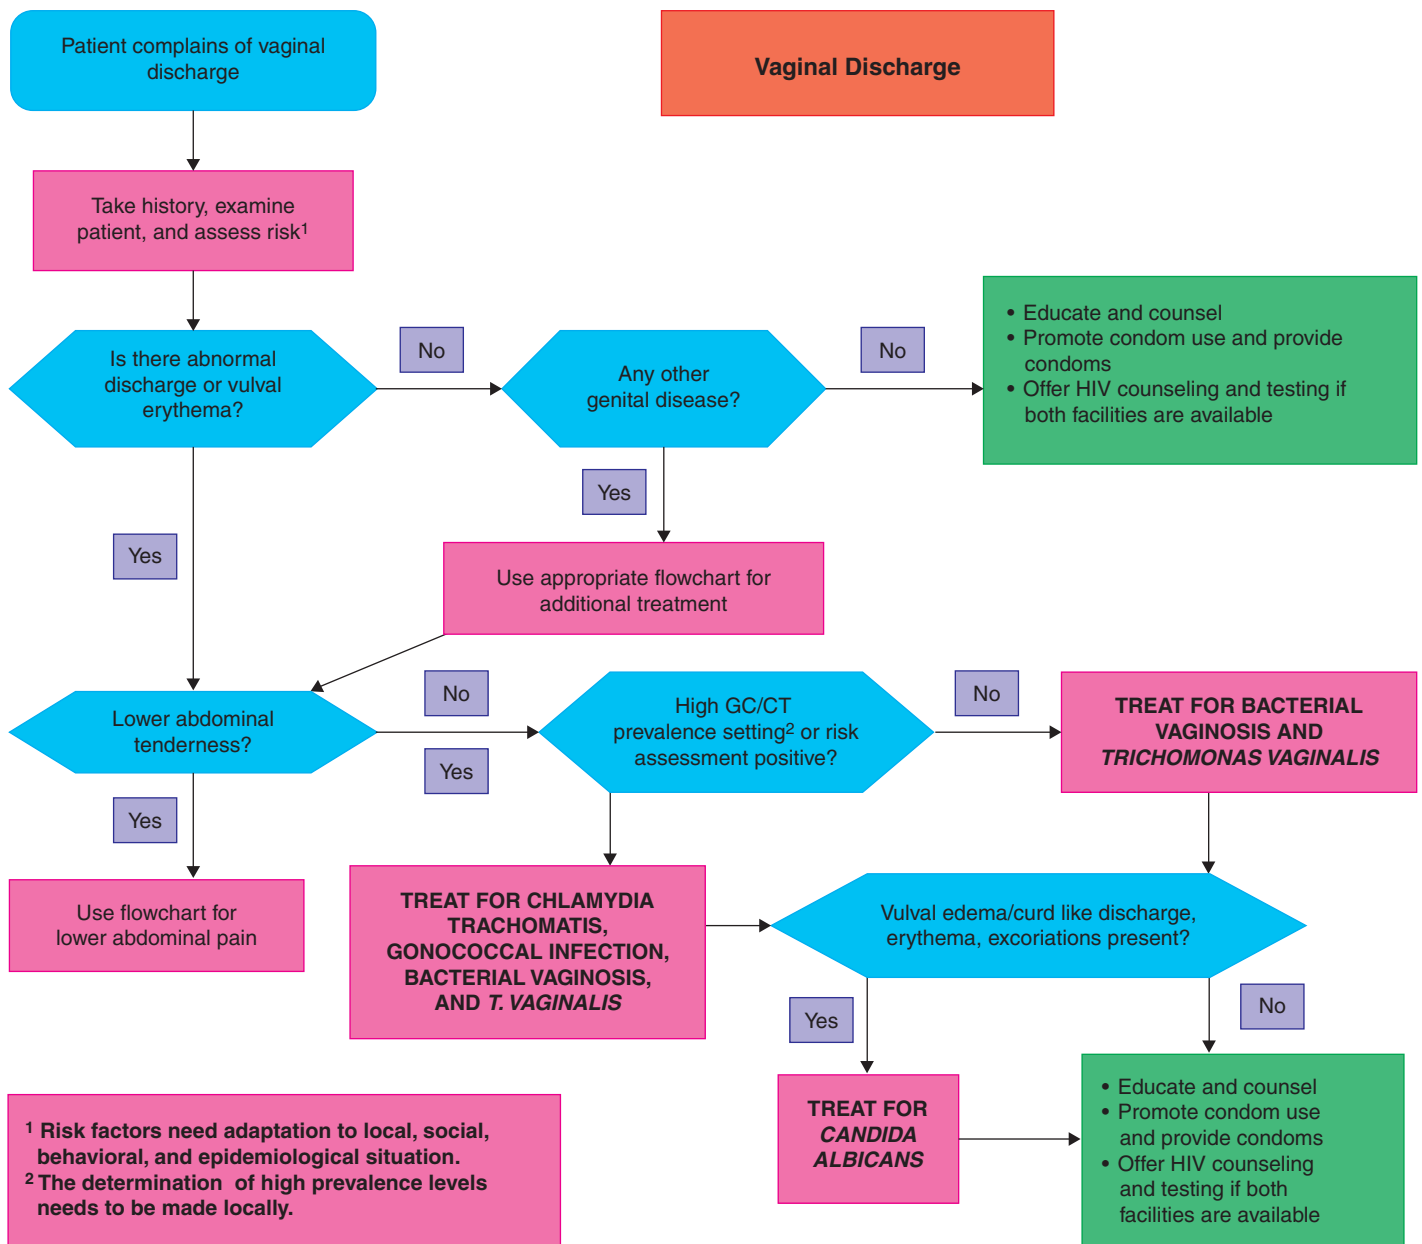 Patient complains of vaginal
discharge
Vaginal Discharge
Take history, examine
patient, and assess risk1
Is there abnormal
discharge or vulval
erythema?
No
Any other
genital disease?
No
• Educate and counsel
• Promote condom use and provide
condoms
• Offer HIV counseling and testing if
both facilities are available
Yes
Yes
Use appropriate flowchart for
additional treatment
Lower abdominal
tenderness?
No
Yes
High GC/CT
prevalence setting2 or risk
assessment positive?
No
TREAT FOR BACTERIAL
VAGINOSIS AND
TRICHOMONAS VAGINALIS
Yes
Use flowchart for
lower abdominal pain
TREAT FOR CHLAMYDIA
TRACHOMATIS,
GONOCOCCAL INFECTION,
BACTERIAL VAGINOSIS,
AND T. VAGINALIS
Vulval edema/curd like discharge,
erythema, excoriations present?
Yes
No
TREAT FOR
CANDIDA
ALBICANS
• Educate and counsel
• Promote condom use
and provide condoms
• Offer HIV counseling
and testing if both
facilities are available
1 Risk factors need adaptation to local, social,
behavioral, and epidemiological situation.
2 The determination of high prevalence levels
needs to be made locally.